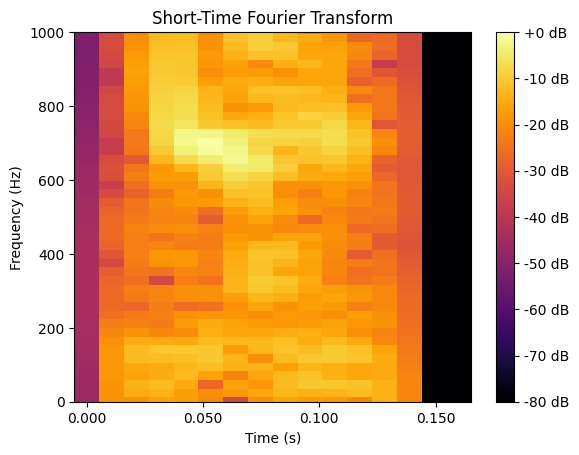 Short-Time Fourier Transform
1000
800
600
400
200
0
Frequency (Hz)
0.000
0.050
0.100
0.150
Time (s)
+0 dB
-10 dB
-20 dB
-30 dB
-40 dB
-50 dB
-60 dB
-70 dB
-80 dB